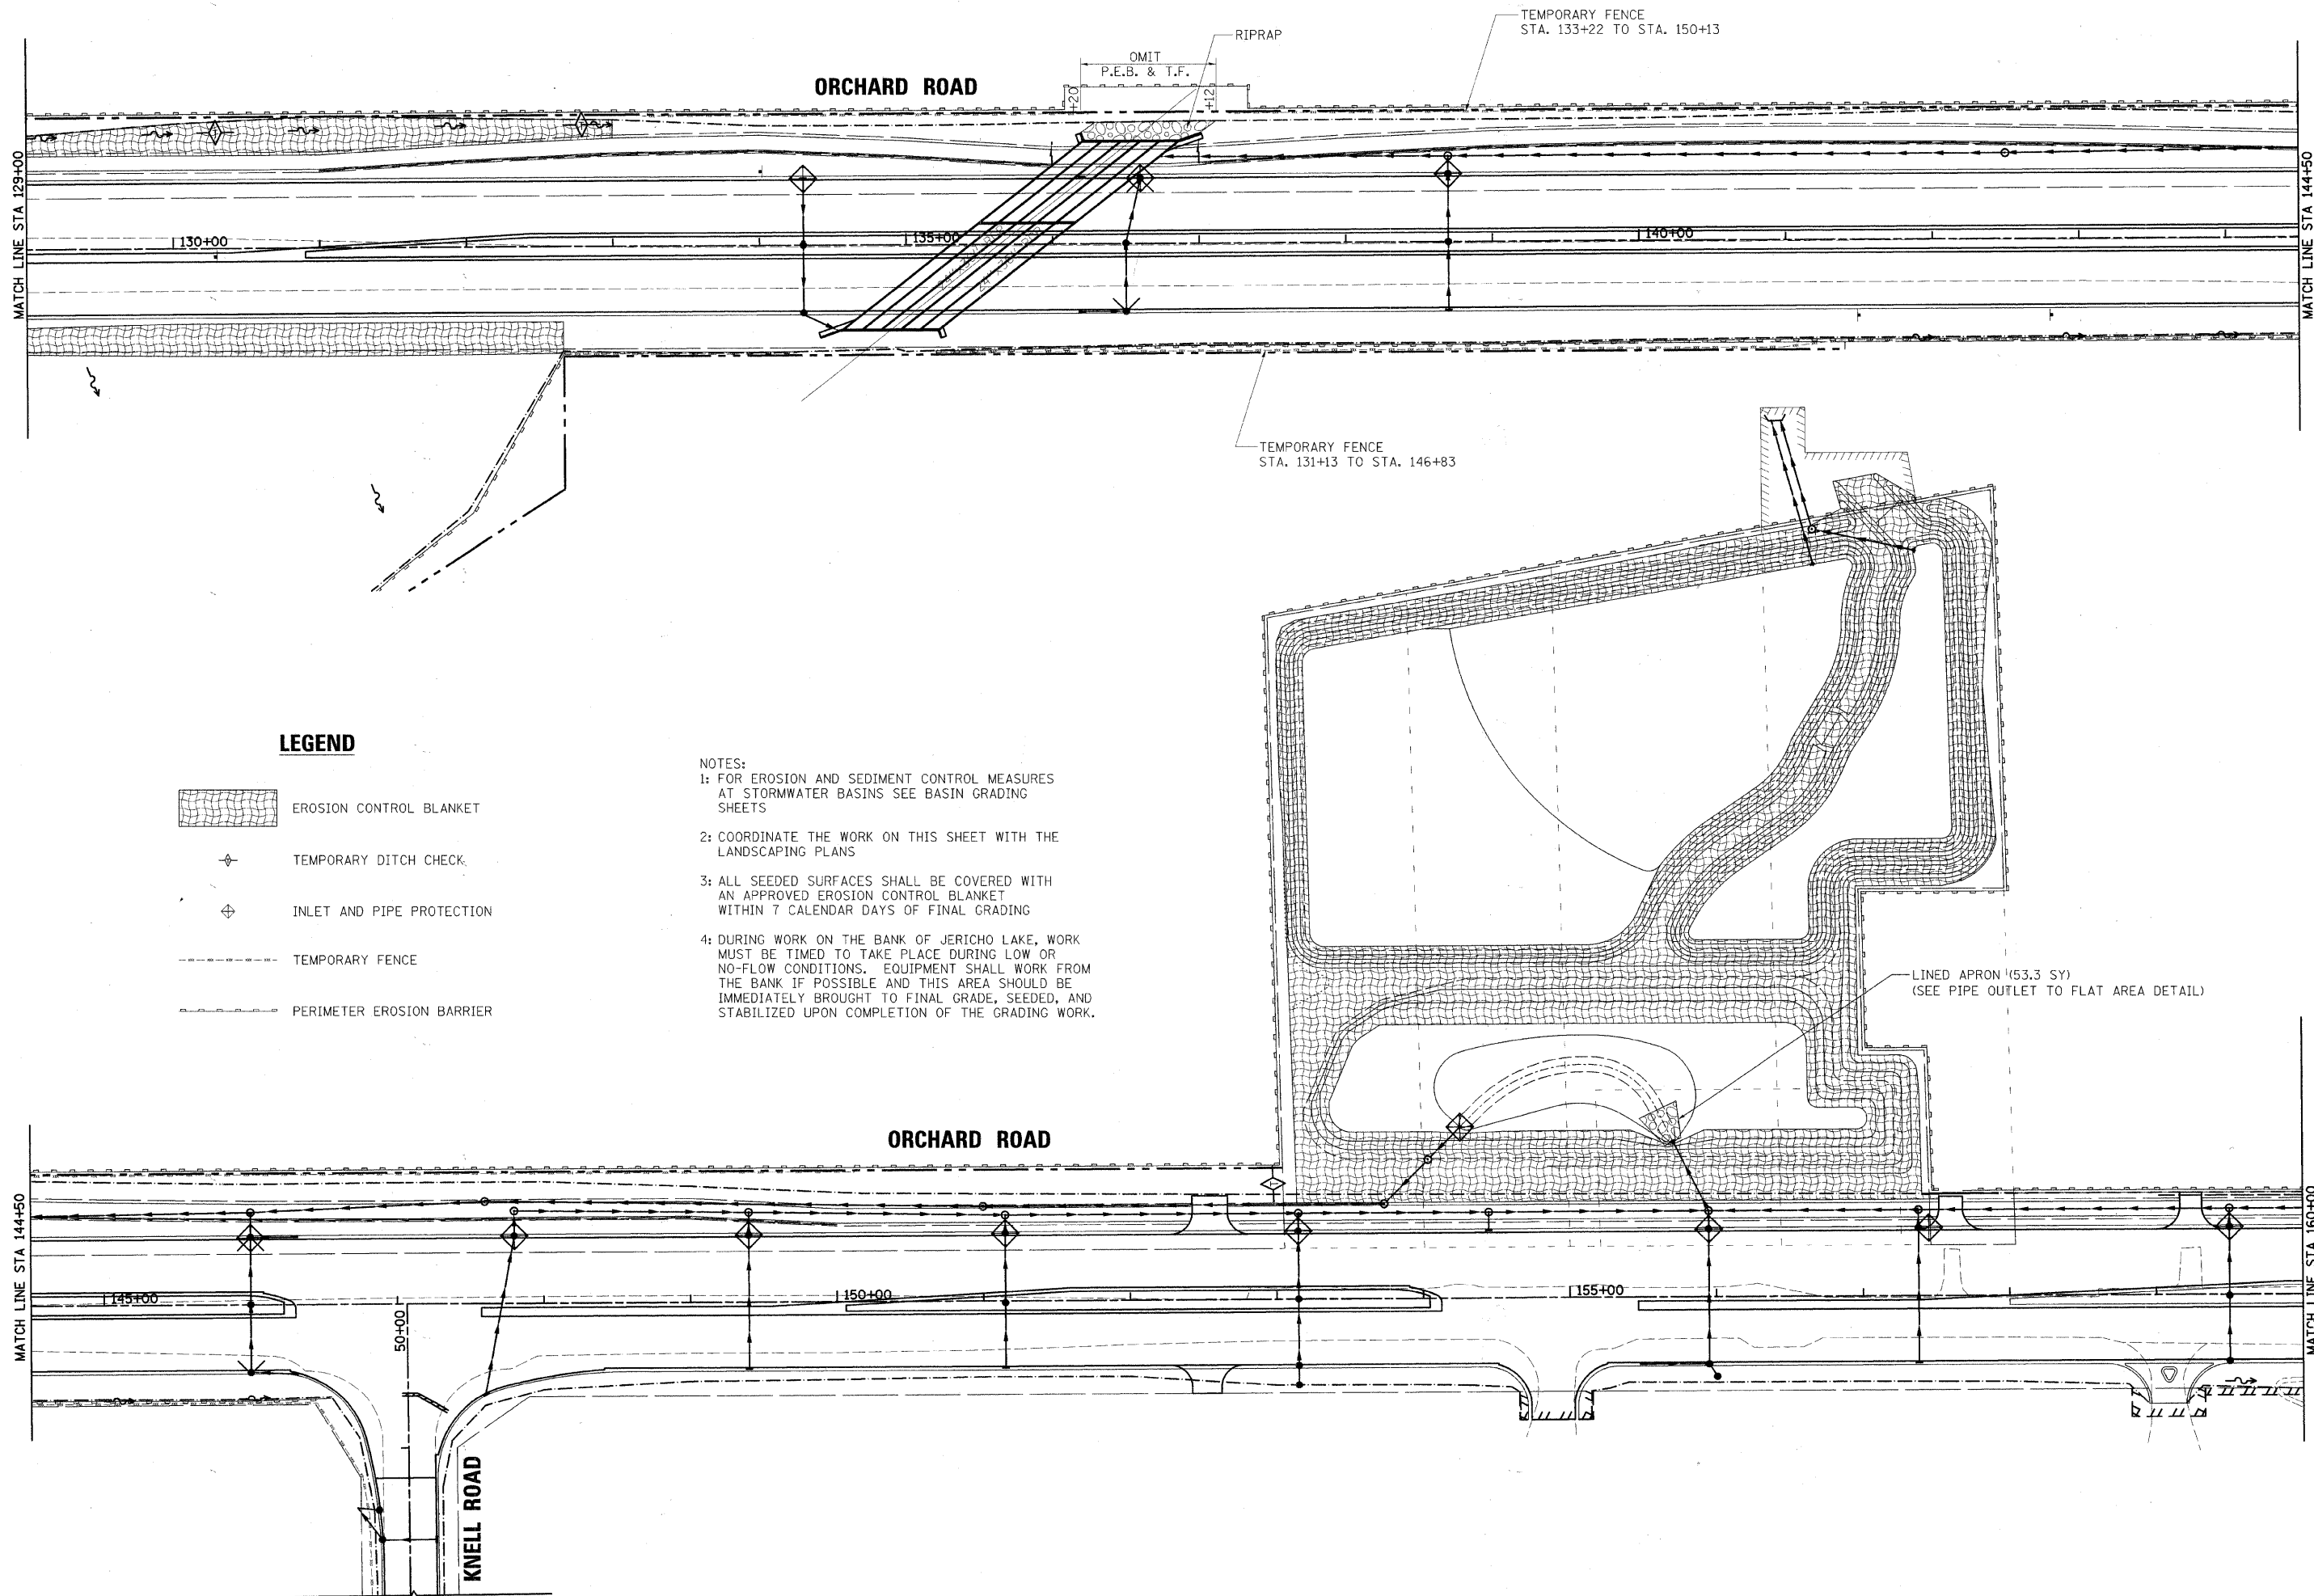 TEMPORARY FENCE
STA. 133+22 TO STA. 150+13
RIPRAP
OMIT
P.E.B. & T.F.
+20
+12
ORCHARD ROAD
MATCH LINE STA 129+00
MATCH LINE STA 144+50
130+00
135+00
140+00
TEMPORARY FENCE
STA. 131+13 TO STA. 146+83
LEGEND
EROSION CONTROL BLANKET
TEMPORARY DITCH CHECK
INLET AND PIPE PROTECTION
TEMPORARY FENCE
PERIMETER EROSION BARRIER
NOTES:
1: FOR EROSION AND SEDIMENT CONTROL MEASURES
AT STORMWATER BASINS SEE BASIN GRADING
SHEETS
2: COORDINATE THE WORK ON THIS SHEET WITH THE
LANDSCAPING PLANS
3: ALL SEEDED SURFACES SHALL BE COVERED WITH
AN APPROVED EROSION CONTROL BLANKET
WITHIN 7 CALENDAR DAYS OF FINAL GRADING
4: DURING WORK ON THE BANK OF JERICHO LAKE, WORK
MUST BE TIMED TO TAKE PLACE DURING LOW OR
NO-FLOW CONDITIONS. EQUIPMENT SHALL WORK FROM
THE BANK IF POSSIBLE AND THIS AREA SHOULD BE
IMMEDIATELY BROUGHT TO FINAL GRADE, SEEDED, AND
STABILIZED UPON COMPLETION OF THE GRADING WORK.
LINED APRON (53.3 SY)
(SEE PIPE OUTLET TO FLAT AREA DETAIL)
ORCHARD ROAD
MATCH LINE STA 144+50
MATCH LINE STA 160+00
145+00
150+00
155+00
50+00
KNELL ROAD